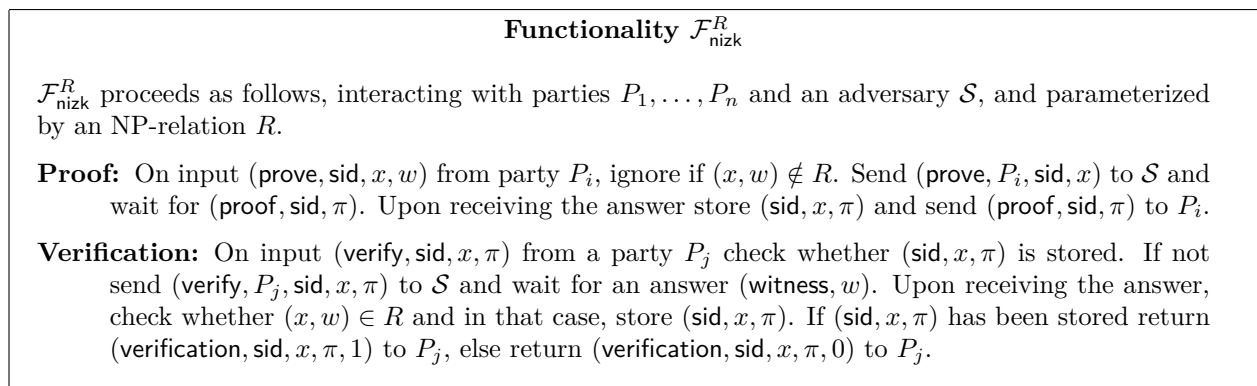 Functionality $\mathcal{F}^{R}_{\mathsf{nizk}}$
$\mathcal{F}^{R}_{\mathsf{nizk}}$ proceeds as follows, interacting with parties $P_1, \ldots, P_n$ and an adversary $\mathcal{S}$, and parameterized
by an NP-relation $R$.
Proof: On input (prove, sid, $x, w$) from party $P_i$, ignore if $(x, w) \notin R$. Send (prove, $P_i$, sid, $x$) to $\mathcal{S}$ and
wait for (proof, sid, $\pi$). Upon receiving the answer store (sid, $x, \pi$) and send (proof, sid, $\pi$) to $P_i$.
Verification: On input (verify, sid, $x, \pi$) from a party $P_j$ check whether (sid, $x, \pi$) is stored. If not
send (verify, $P_j$, sid, $x, \pi$) to $\mathcal{S}$ and wait for an answer (witness, $w$). Upon receiving the answer,
check whether $(x, w) \in R$ and in that case, store (sid, $x, \pi$). If (sid, $x, \pi$) has been stored return
(verification, sid, $x, \pi, 1$) to $P_j$, else return (verification, sid, $x, \pi, 0$) to $P_j$.